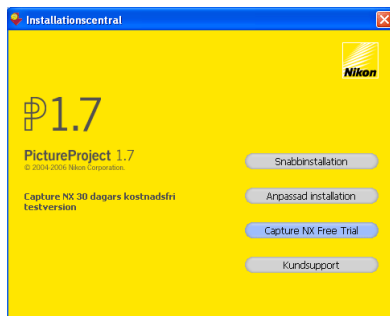 Installationscentral
Nikon
P1.7
PictureProject 1.7
© 2004-2006 Nikon Corporation.
Capture NX 30 dagars kostnadsfri
testversion
Snabbinstallation
Anpassad installation
Capture NX Free Trial
Kundsupport